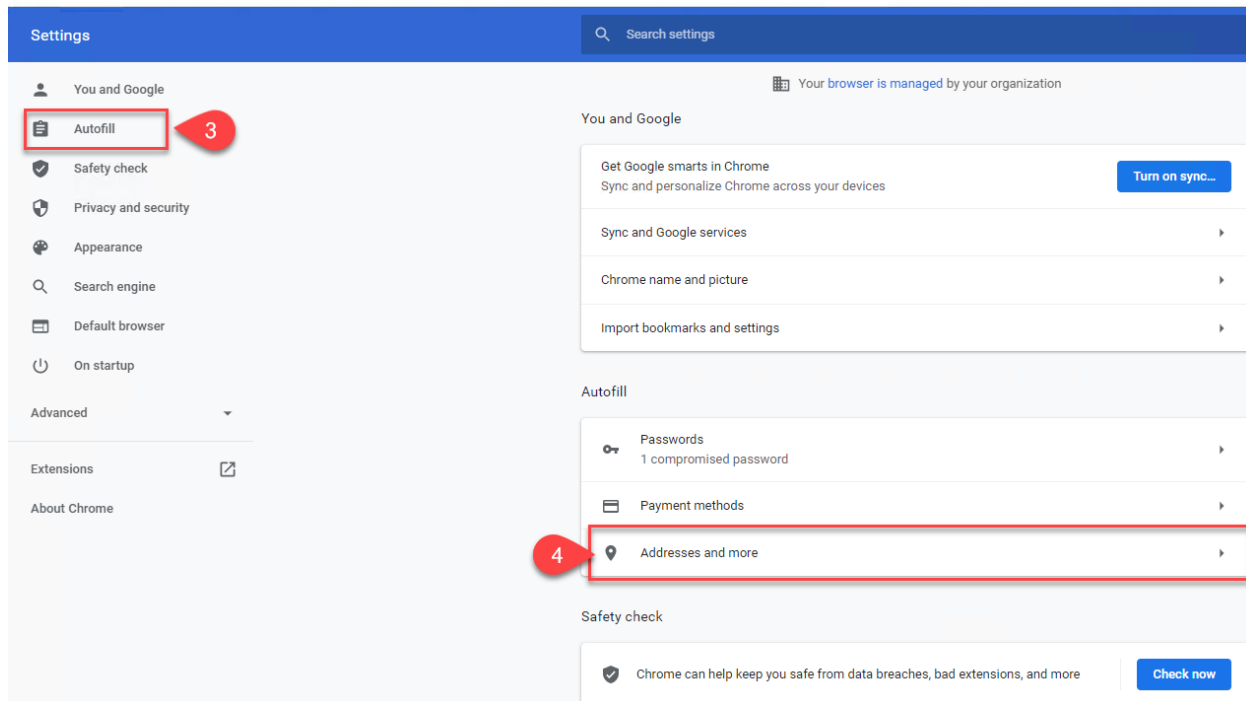 Settings
Search settings
You and Google
Autofill
3
Safety check
Privacy and security
Appearance
Search engine
Default browser
On startup
Advanced
Extensions
About Chrome
Your browser is managed by your organization
You and Google
Get Google smarts in Chrome
Sync and personalize Chrome across your devices
Turn on sync...
Sync and Google services
Chrome name and picture
Import bookmarks and settings
Autofill
Passwords
1 compromised password
Payment methods
4
Addresses and more
Safety check
Chrome can help keep you safe from data breaches, bad extensions, and more
Check now